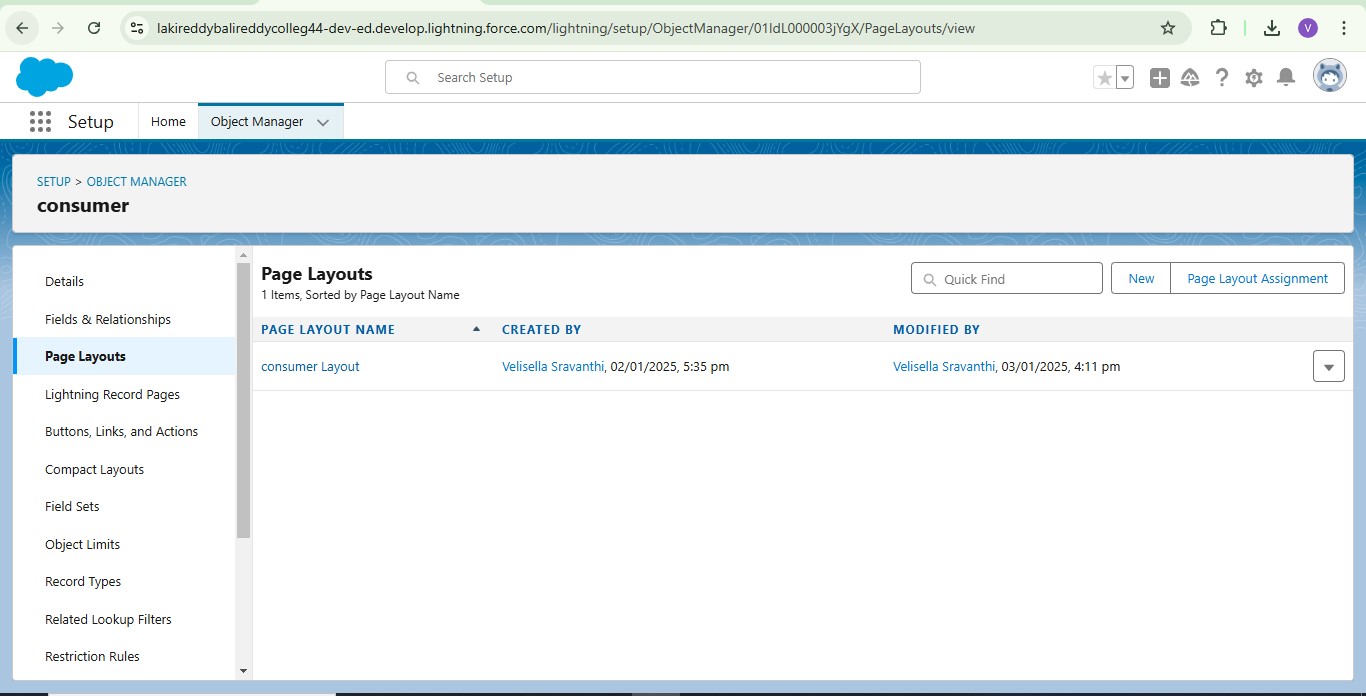 lakireddybalireddycolleg44-dev-ed.develop.lightning.force.com/lightning/setup/ObjectManager/01IdL000003jYgX/PageLayouts/view
V
Search Setup
Setup
Home
Object Manager
SETUP > OBJECT MANAGER
consumer
Details
Fields & Relationships
Page Layouts
Lightning Record Pages
Buttons, Links, and Actions
Compact Layouts
Field Sets
Object Limits
Record Types
Related Lookup Filters
Restriction Rules
Page Layouts
1 Items, Sorted by Page Layout Name
Quick Find
New
Page Layout Assignment
PAGE LAYOUT NAME CREATED BY MODIFIED BY
consumer Layout Velisella Sravanthi, 02/01/2025, 5:35 pm Velisella Sravanthi, 03/01/2025, 4:11 pm